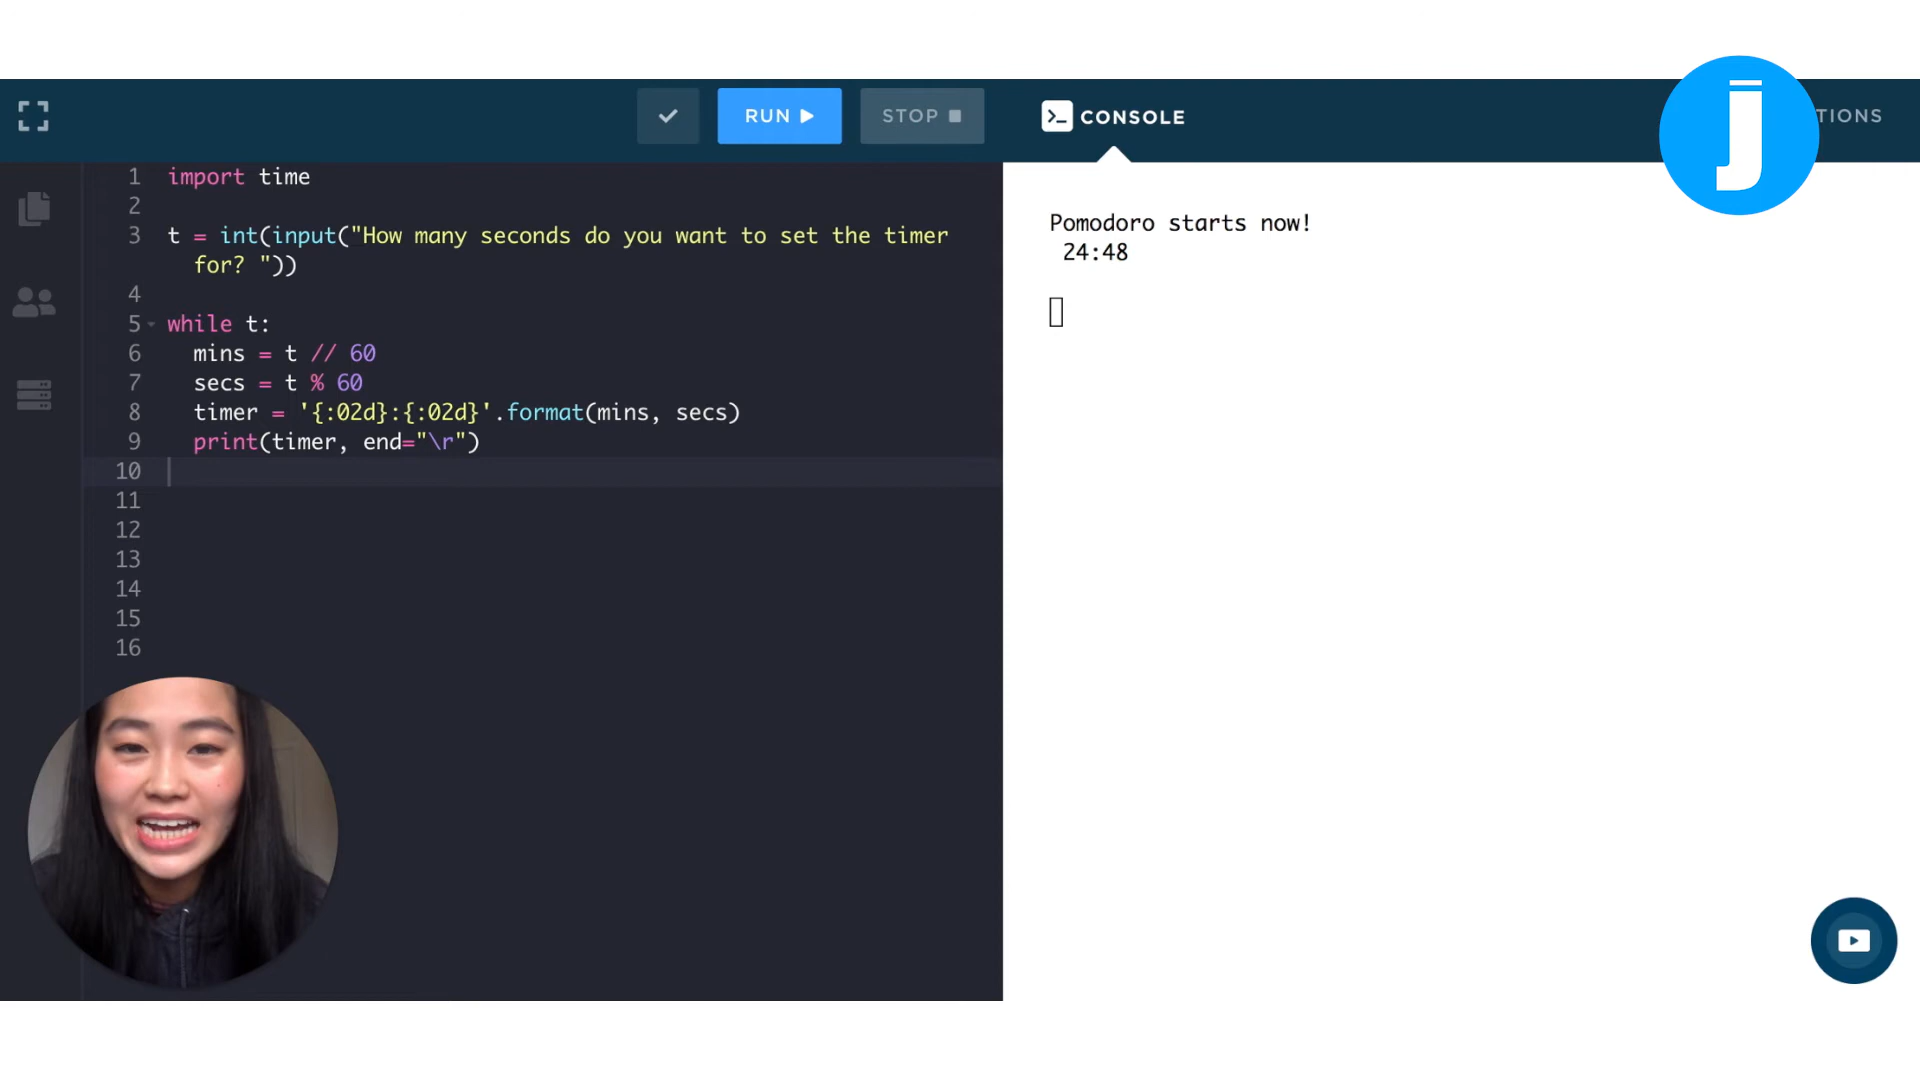 RUN
STOP
CONSOLE
TIONS
J
1 import time
2
3 t = int(input("How many seconds do you want to set the timer
for? "))
4
5 while t:
6 mins = t // 60
7 secs = t % 60
8 timer = '{:02d}:{:02d}'.format(mins, secs)
9 print(timer, end="\r")
10
11
12
13
14
15
16
Pomodoro starts now!
24:48